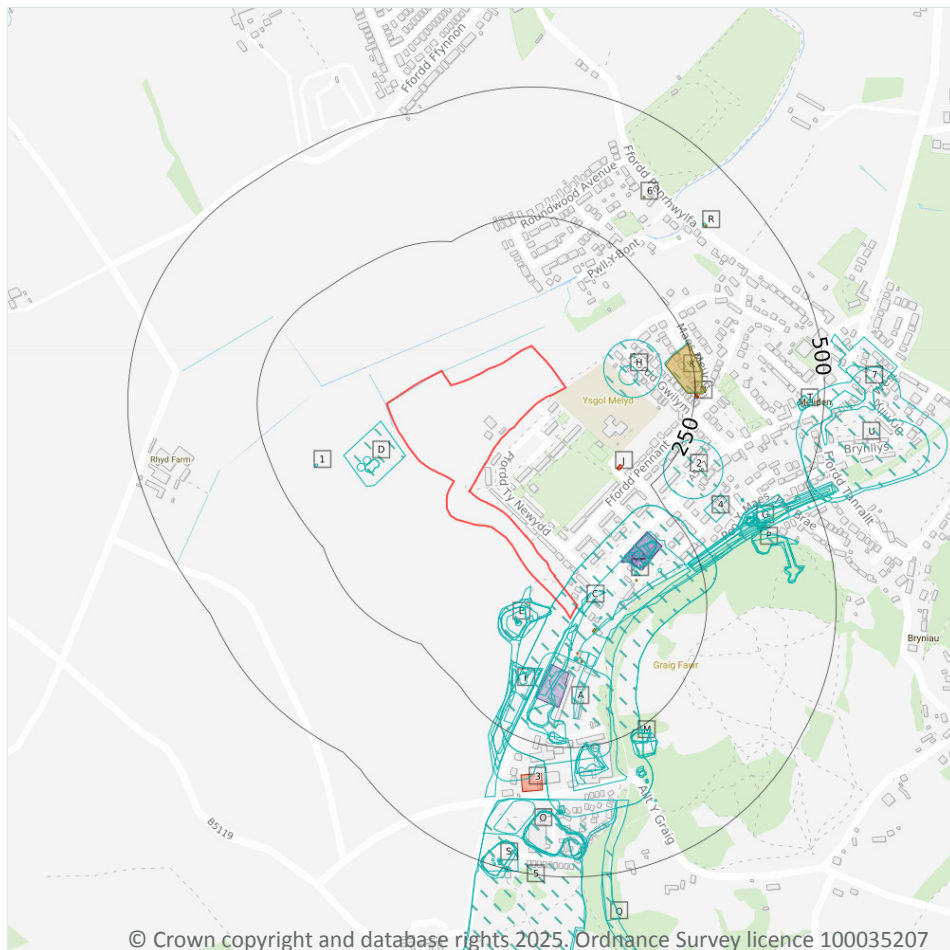 Ffordd Ffynnon
Ffordd Penrhwylfa
6
Roundwood Avenue
R
Pwll-Y-Bont
500
H
7
Meliden
Ysgol Melyd
250
U
Brynllys
Rhyd Farm
1
D
J
2
Ffordd Pennant
Ffordd Ty Newydd
Ffordd Tanrallt
4
G
Brae
P
C
E
Bryniau
Graig Fawr
A
M
3
Allt Y Graig
B5119
O
S
5
Q
© Crown copyright and database rights 2025. Ordnance Survey licence 100035207